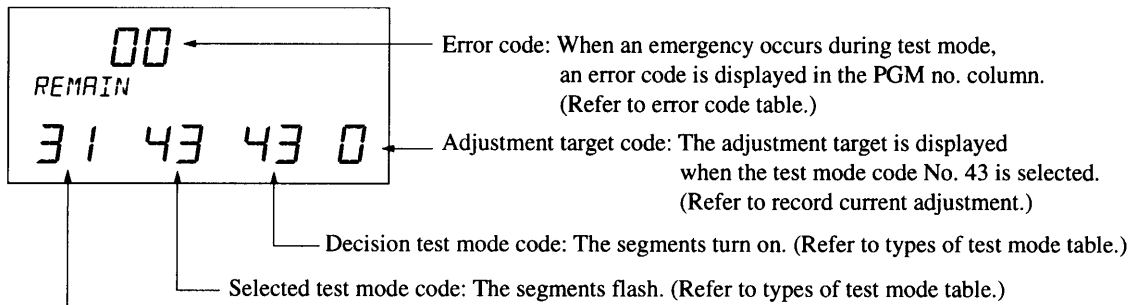 00
Error code: When an emergency occurs during test mode,
an error code is displayed in the PGM no. column.
(Refer to error code table.)
REMAIN
31 43 43 0
Adjustment target code: The adjustment target is displayed
when the test mode code No. 43 is selected.
(Refer to record current adjustment.)
Decision test mode code: The segments turn on. (Refer to types of test mode table.)
Selected test mode code: The segments flash. (Refer to types of test mode table.)